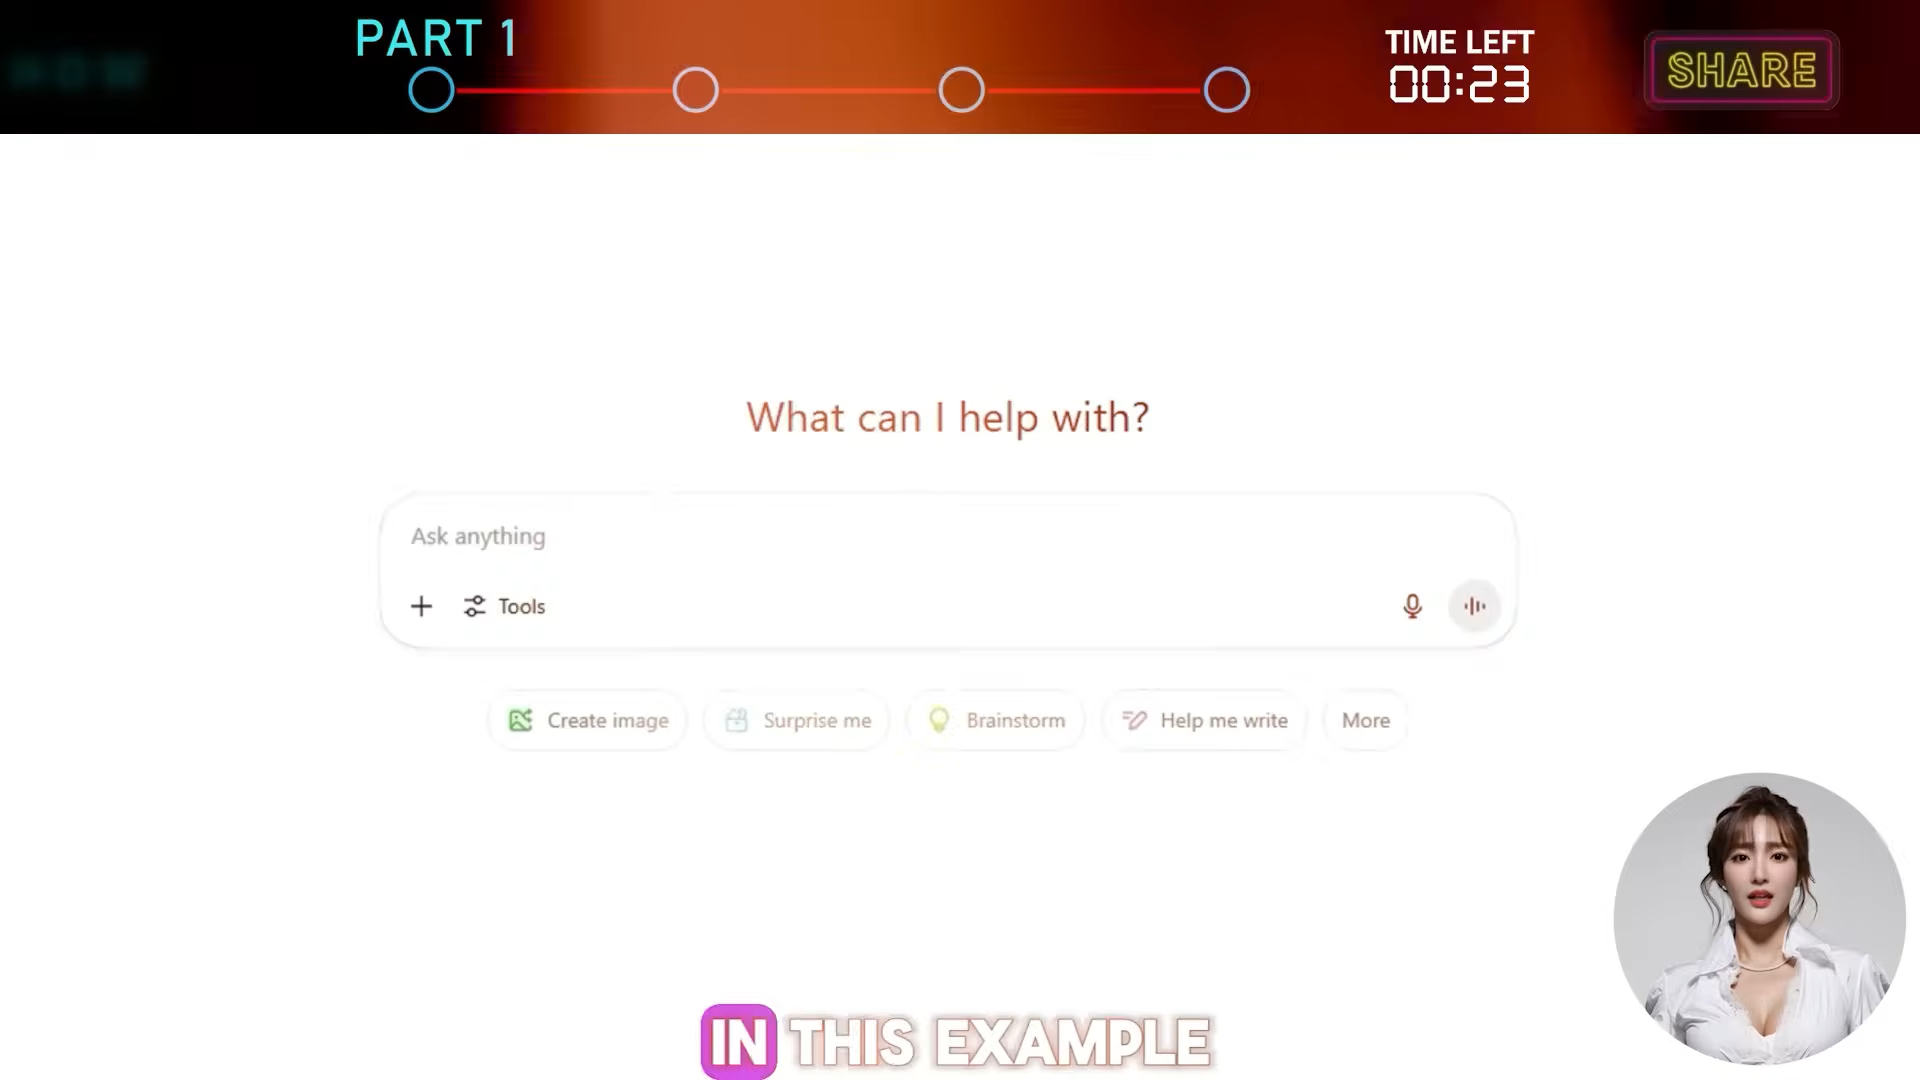 PART 1
TIME LEFT
00:23
SHARE
What can I help with?
Ask anything
Tools
Create image
Surprise me
Brainstorm
Help me write
More
IN THIS EXAMPLE